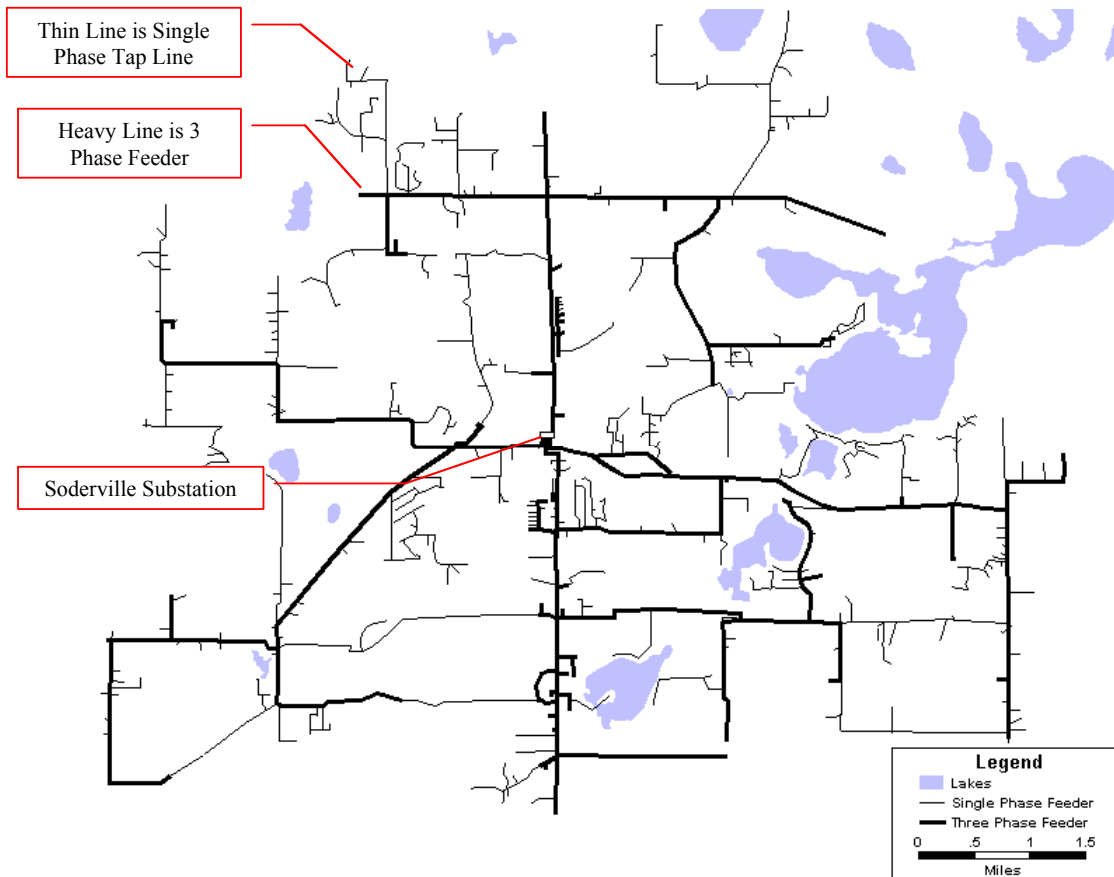 Thin Line is Single
Phase Tap Line
Heavy Line is 3
Phase Feeder
Soderville Substation
Legend
Lakes
Single Phase Feeder
Three Phase Feeder
0 .5 1 1.5
Miles